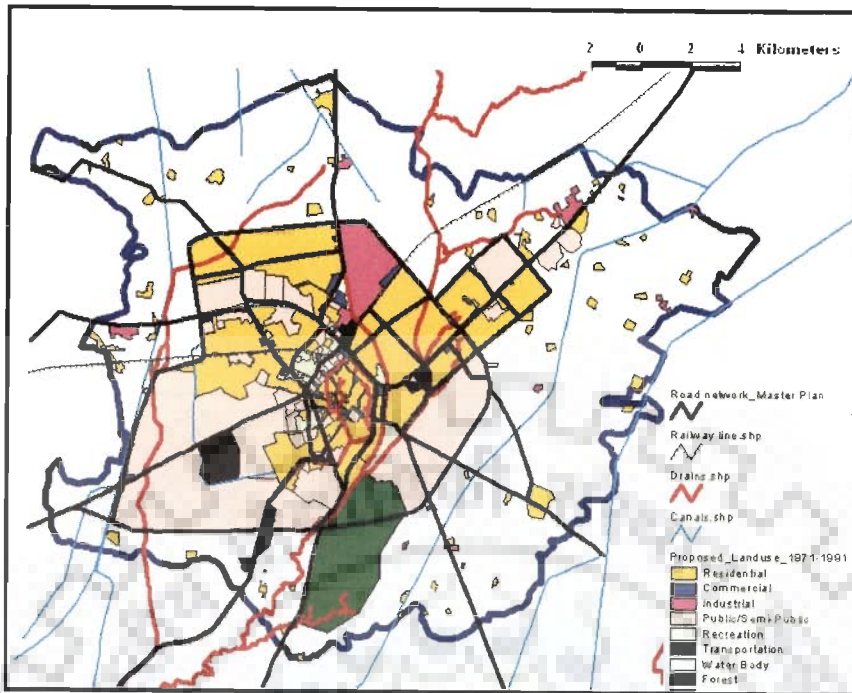 2 0 2 4 Kilometers
Road network_Master Plan
Railway line.shp
Drains.shp
Canals.shp
Proposed_Landuse_1971-1991
Residential
Commercial
Industrial
Public/Semi-Public
Recreation
Transportation
Water Body
Forest